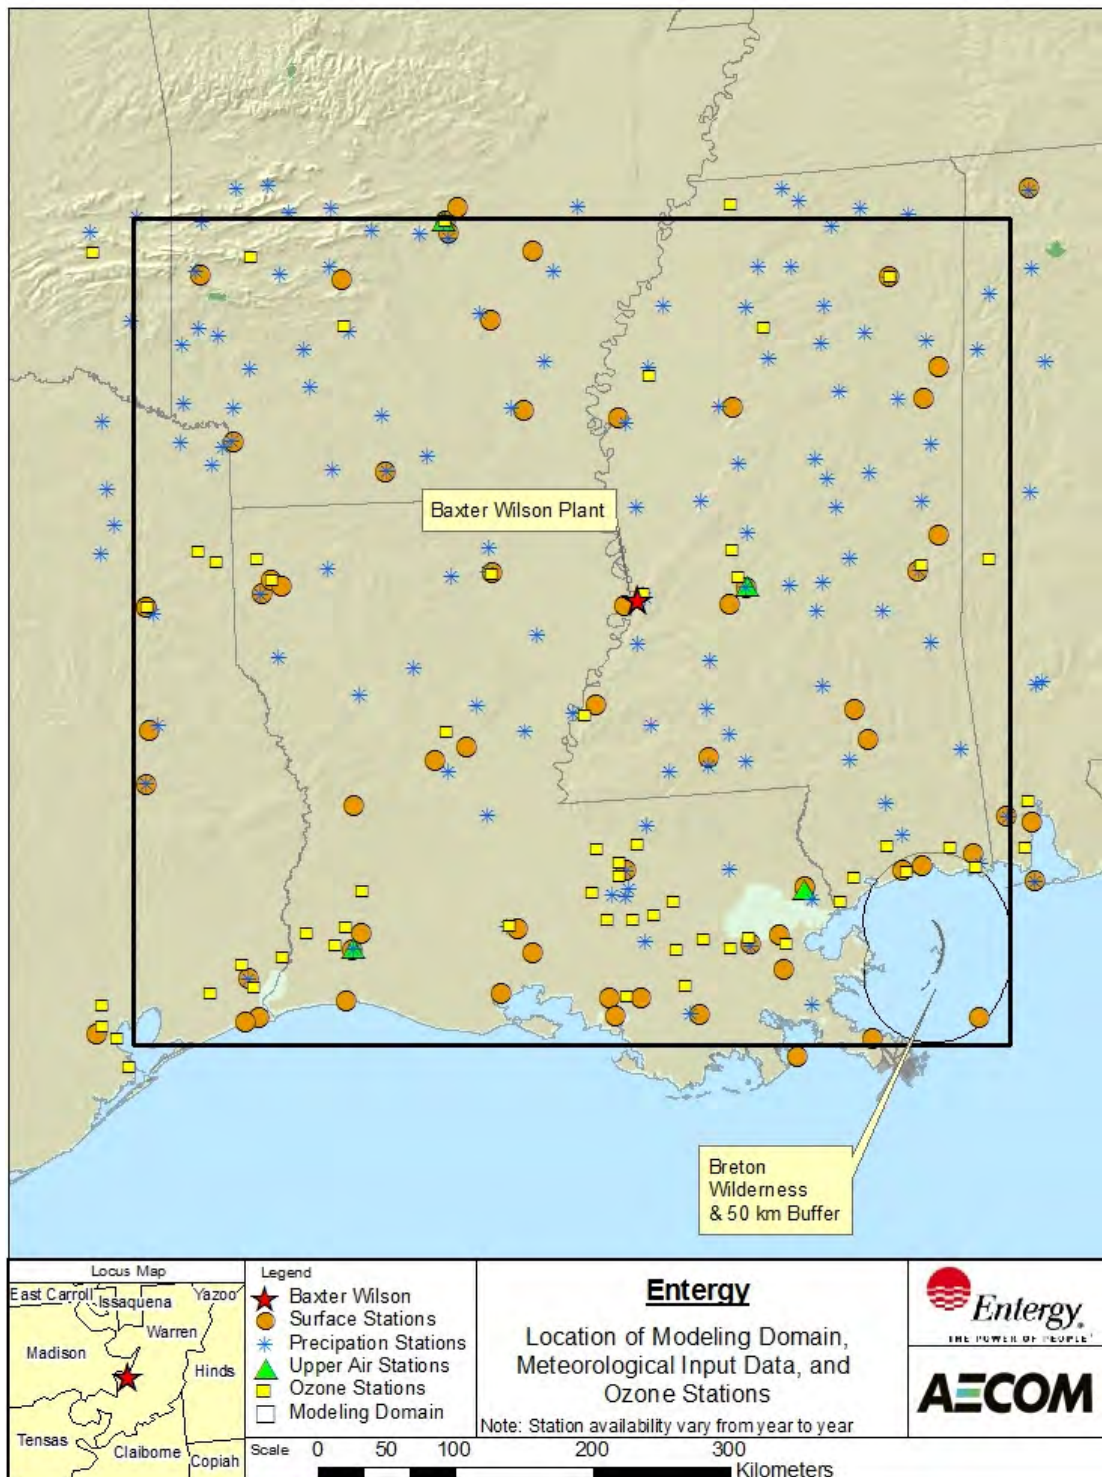 Baxter Wilson Plant
Breton
Wilderness
& 50 km Buffer
Locus Map
East Carroll
Issaquena
Yazoo
Warren
Madison
Hinds
Tensas
Claiborne
Copiah
Legend
Baxter Wilson
Surface Stations
Precipation Stations
Upper Air Stations
Ozone Stations
Modeling Domain
Entergy
Location of Modeling Domain,
Meteorological Input Data, and
Ozone Stations
Note: Station availability vary from year to year
Entergy®
THE POWER OF PEOPLE®
AECOM
Scale 0 50 100 200 300
Kilometers